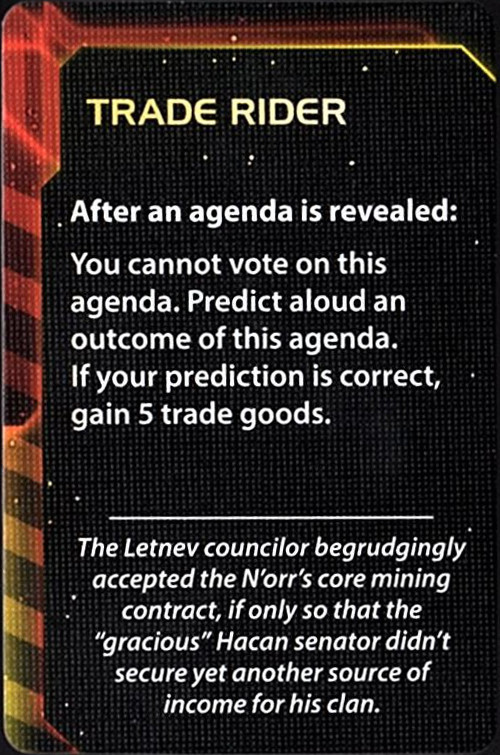 TRADE RIDER
After an agenda is revealed:
You cannot vote on this
agenda. Predict aloud an
outcome of this agenda.
If your prediction is correct,
gain 5 trade goods.
The Letnev councilor begrudgingly
accepted the N'orr's core mining
contract, if only so that the
"gracious" Hacan senator didn't
secure yet another source of
income for his clan.